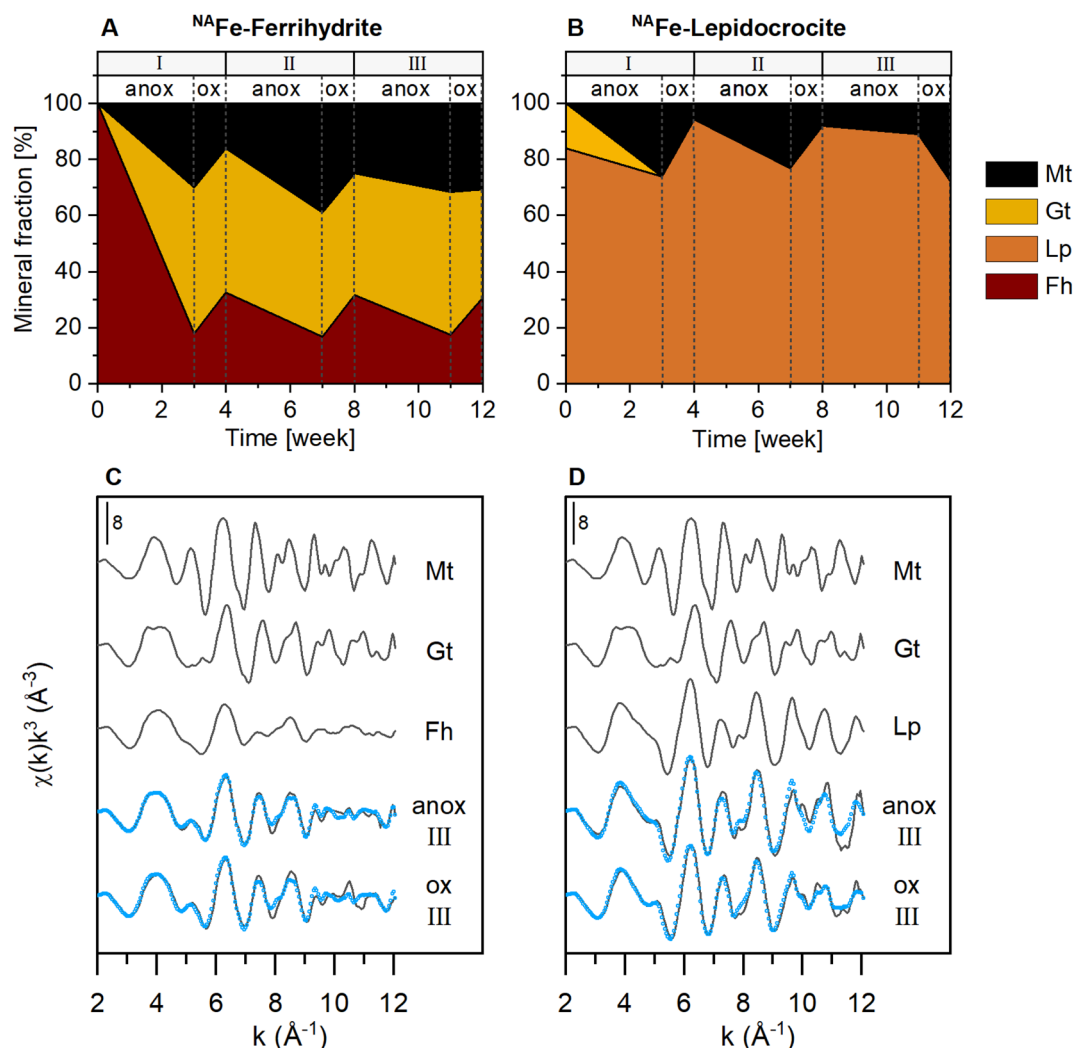 A NAFe-Ferrihydrite
I II III
anox ox anox ox anox ox
Mineral fraction [%]
100
80
60
40
20
0
0 2 4 6 8 10 12
Time [week]
B NAFe-Lepidocrocite
I II III
anox ox anox ox anox ox
100
80
60
40
20
0
0 2 4 6 8 10 12
Time [week]
Mt
Gt
Lp
Fh
C
8
Mt
Gt
Fh
anox
III
ox
III
χ(k)k³ (Å⁻³)
2 4 6 8 10 12
k (Å⁻¹)
D
8
Mt
Gt
Lp
anox
III
ox
III
2 4 6 8 10 12
k (Å⁻¹)